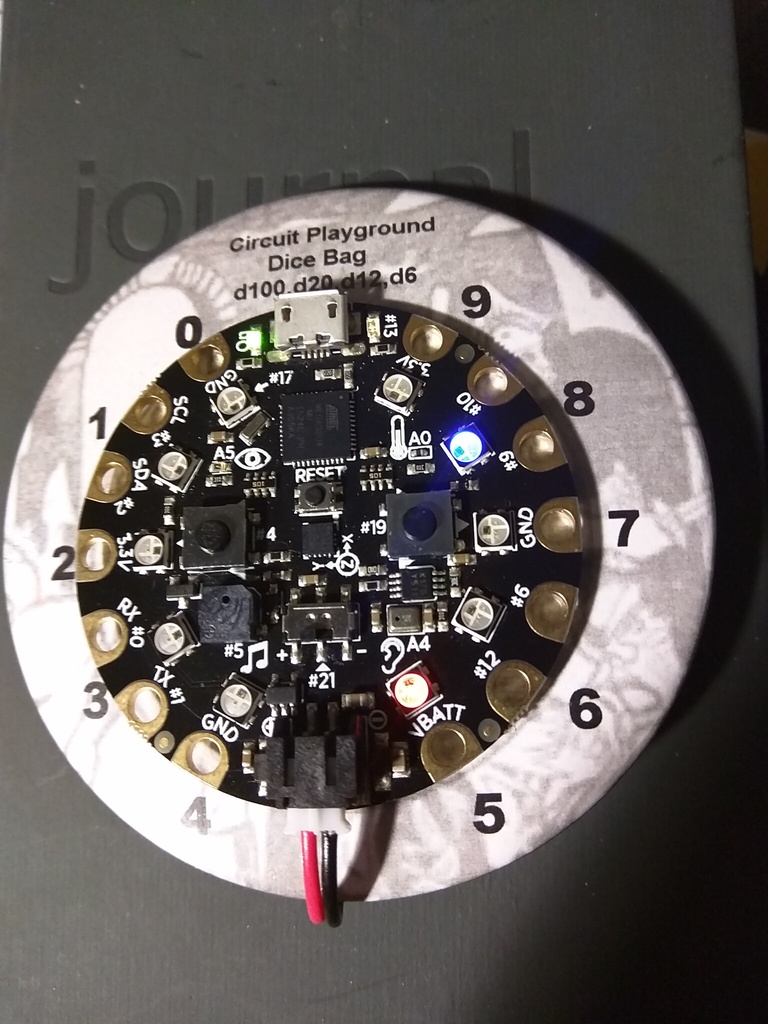 journal
Circuit Playground
Dice Bag
d100,d20,d12,d6
0
9
On
#13
3.3V
GND
#17
#10
1
8
SCL
#3
A5
A0
#9
RESET
SDA
#2
#4
#19
GND
7
2
3.3V
X
Y
Z
RX
#0
#6
#5
A4
#12
+
-
#21
TX
#1
3
6
GND
VBATT
4
5